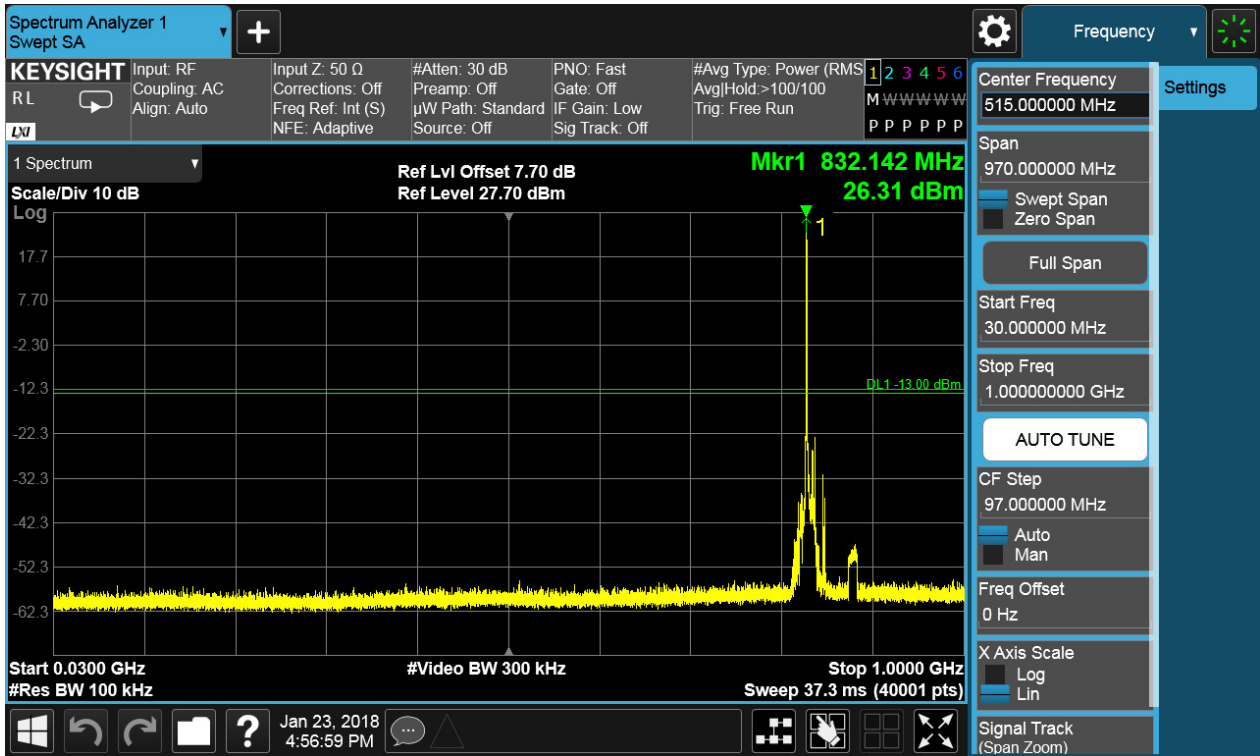 Spectrum Analyzer 1
Swept SA
Frequency
KEYSIGHT
R L
LXI
Input: RF
Coupling: AC
Align: Auto
Input Z: 50 Ω
Corrections: Off
Freq Ref: Int (S)
NFE: Adaptive
#Atten: 30 dB
Preamp: Off
µW Path: Standard
Source: Off
PNO: Fast
Gate: Off
IF Gain: Low
Sig Track: Off
#Avg Type: Power (RMS
Avg|Hold:>100/100
Trig: Free Run
1 2 3 4 5 6
M W W W W W
P P P P P P
1 Spectrum
Scale/Div 10 dB
Ref Lvl Offset 7.70 dB
Ref Level 27.70 dBm
Mkr1 832.142 MHz
26.31 dBm
Log
1
17.7
7.70
-2.30
-12.3
DL1 -13.00 dBm
-22.3
-32.3
-42.3
-52.3
-62.3
Start 0.0300 GHz
#Video BW 300 kHz
Stop 1.0000 GHz
#Res BW 100 kHz
Sweep 37.3 ms (40001 pts)
Center Frequency
515.000000 MHz
Settings
Span
970.000000 MHz
Swept Span
Zero Span
Full Span
Start Freq
30.000000 MHz
Stop Freq
1.000000000 GHz
AUTO TUNE
CF Step
97.000000 MHz
Auto
Man
Freq Offset
0 Hz
X Axis Scale
Log
Lin
Signal Track
(Span Zoom)
?
Jan 23, 2018
4:56:59 PM